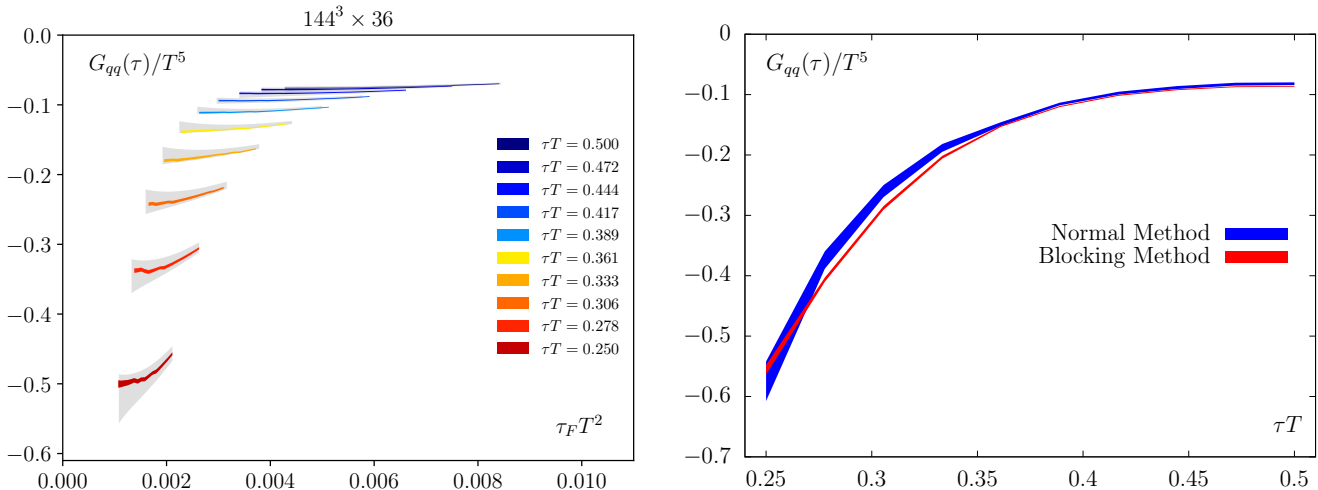 144³ × 36
G_{qq}(τ)/T⁵
0.0
−0.1
−0.2
−0.3
−0.4
−0.5
−0.6
τT = 0.500
τT = 0.472
τT = 0.444
τT = 0.417
τT = 0.389
τT = 0.361
τT = 0.333
τT = 0.306
τT = 0.278
τT = 0.250
τ_F T²
0.000 0.002 0.004 0.006 0.008 0.010
G_{qq}(τ)/T⁵
0
−0.1
−0.2
−0.3
−0.4
−0.5
−0.6
−0.7
Normal Method
Blocking Method
τT
0.25 0.3 0.35 0.4 0.45 0.5